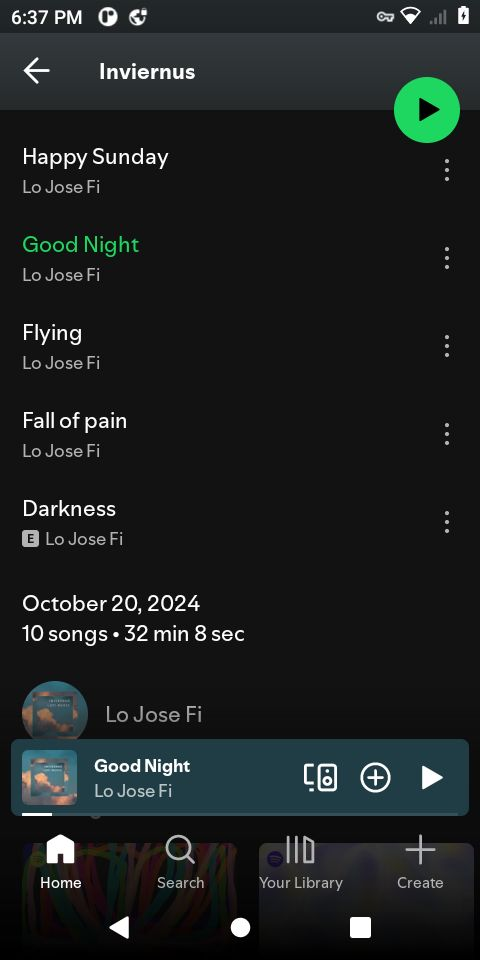 6:37 PM
Inviernus
Happy Sunday
Lo Jose Fi
Good Night
Lo Jose Fi
Flying
Lo Jose Fi
Fall of pain
Lo Jose Fi
Darkness
E Lo Jose Fi
October 20, 2024
10 songs • 32 min 8 sec
Lo Jose Fi
Good Night
Lo Jose Fi
Home
Search
Your Library
Create